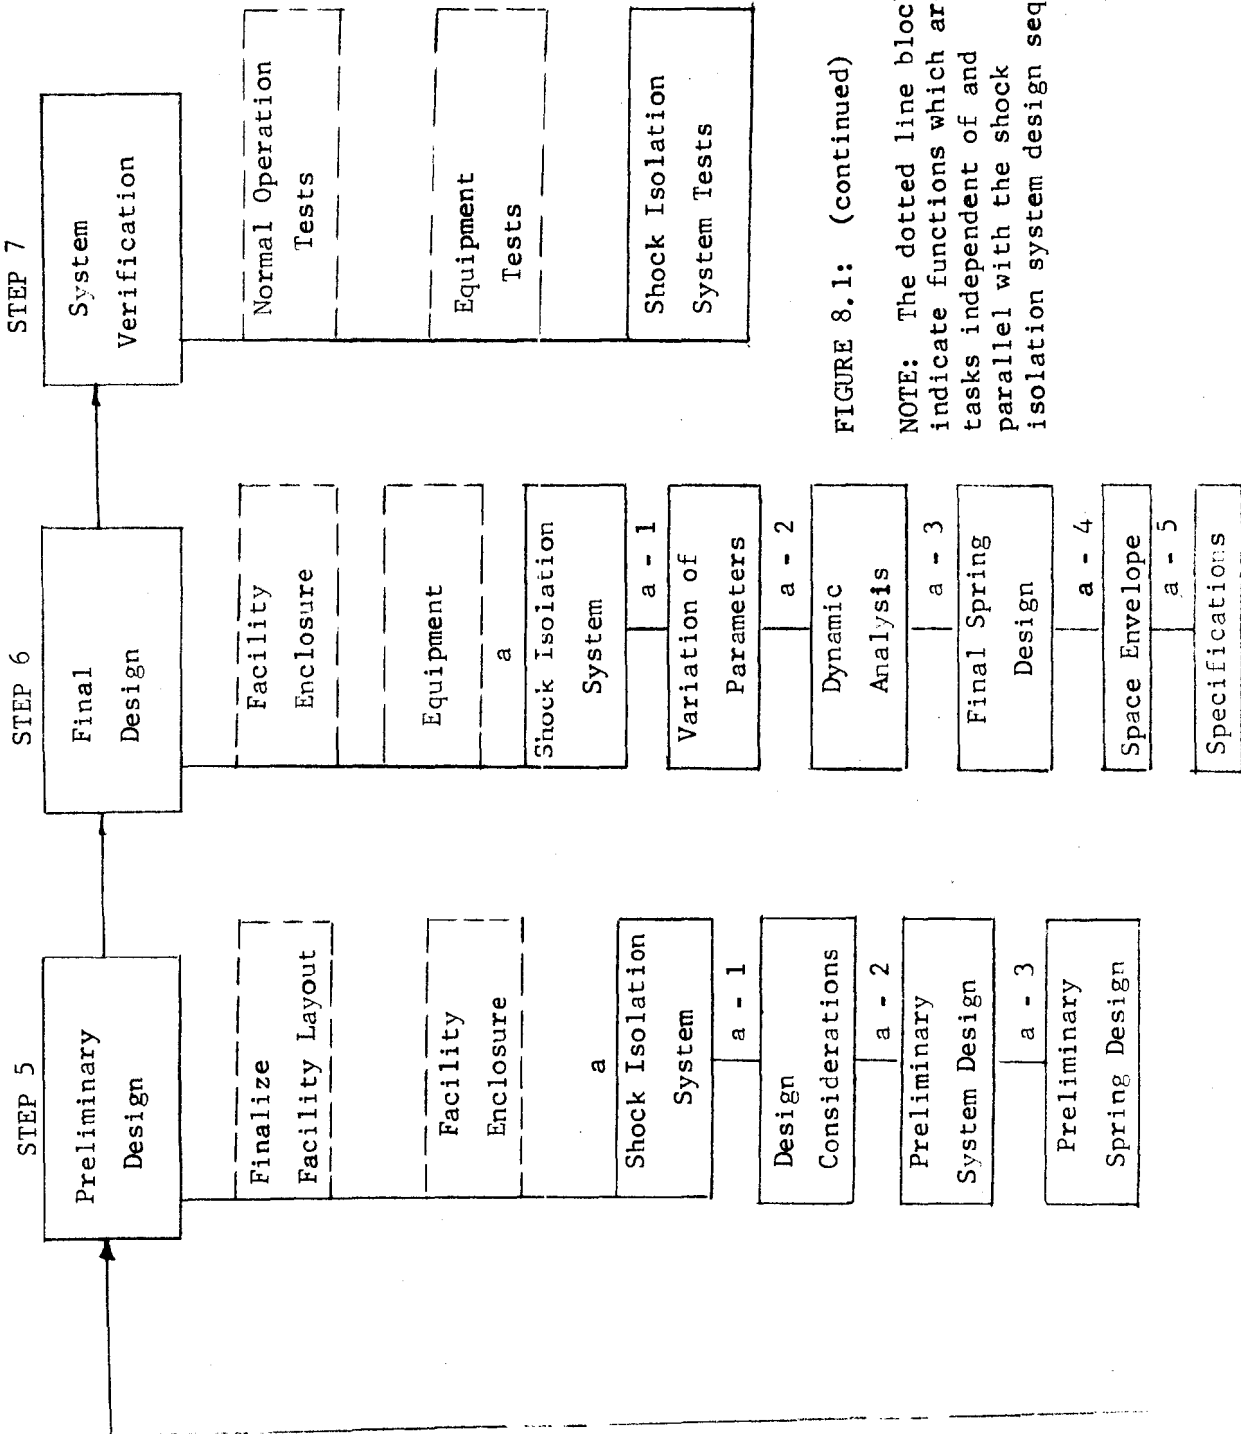 STEP 5
Preliminary
Design
Finalize
Facility Layout
Facility
Enclosure
a
Shock Isolation
System
a - 1
Design
Considerations
a - 2
Preliminary
System Design
a - 3
Preliminary
Spring Design
STEP 6
Final
Design
Facility
Enclosure
Equipment
a
Shock Isolation
System
a - 1
Variation of
Parameters
a - 2
Dynamic
Analysis
a - 3
Final Spring
Design
a - 4
Space Envelope
a - 5
Specifications
STEP 7
System
Verification
Normal Operation
Tests
Equipment
Tests
Shock Isolation
System Tests
FIGURE 8.1: (continued)
NOTE: The dotted line bloc
indicate functions which ar
tasks independent of and
parallel with the shock
isolation system design seq